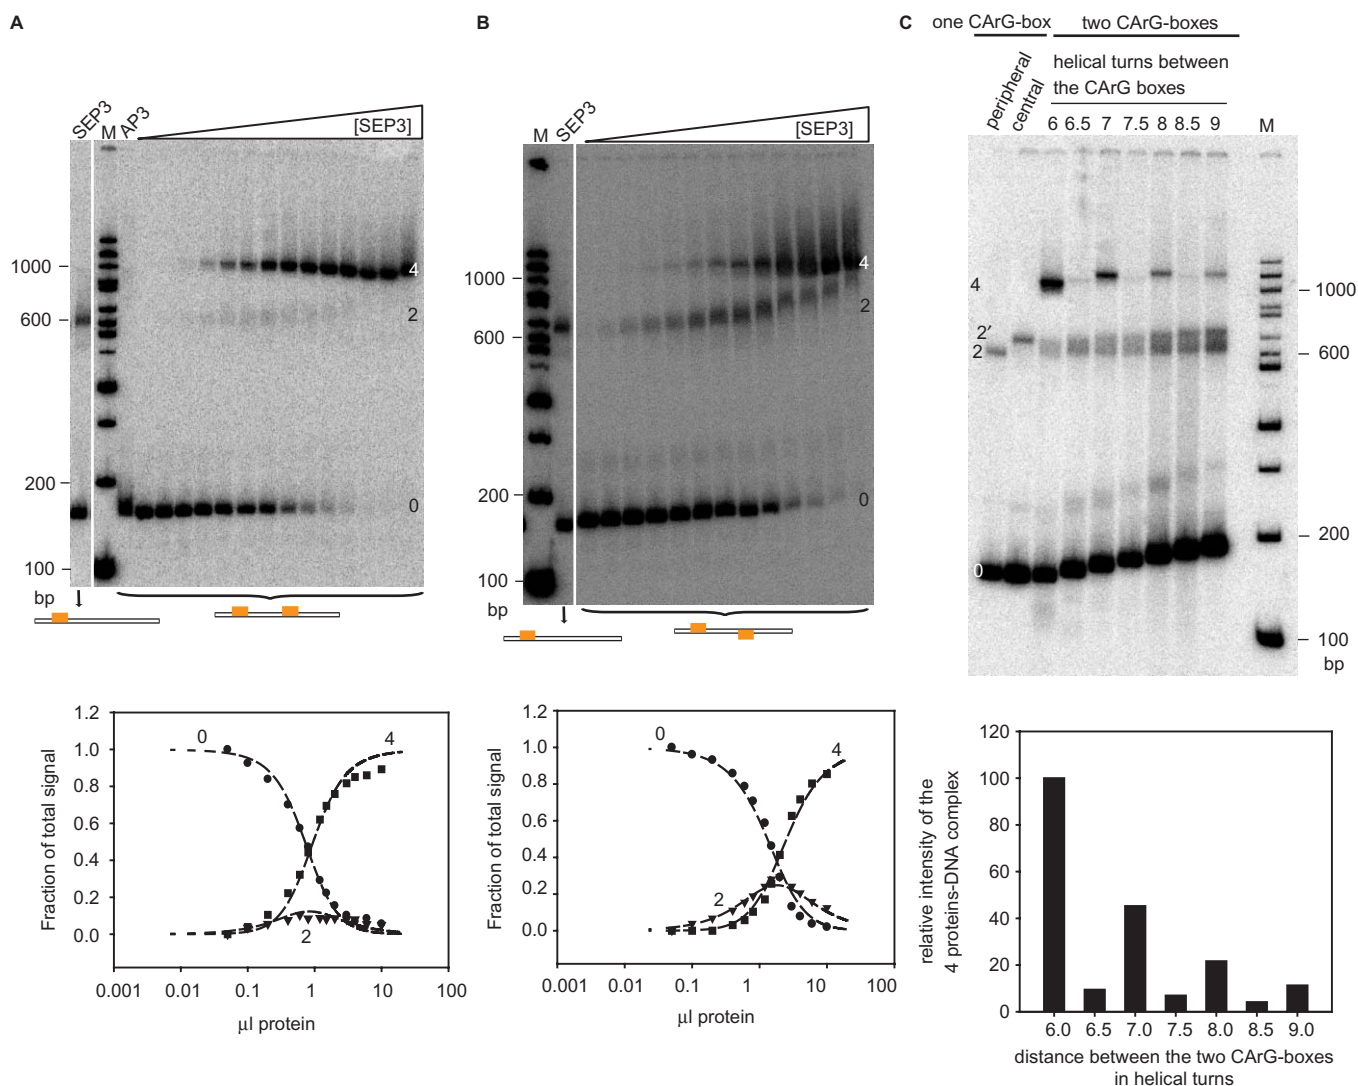 A
SEP3
M
AP3
[SEP3]
1000
600
200
100
bp
4
2
0
B
M
SEP3
[SEP3]
1000
600
200
100
bp
4
2
0
C
one CArG-box
two CArG-boxes
peripheral
central
helical turns between
the CArG boxes
6 6.5 7 7.5 8 8.5 9
M
4
2′
2
0
1000
600
200
100
bp
Fraction of total signal
1.2
1.0
0.8
0.6
0.4
0.2
0.0
0
4
2
0.001 0.01 0.1 1 10 100
µl protein
Fraction of total signal
1.2
1.0
0.8
0.6
0.4
0.2
0.0
0
4
2
0.001 0.01 0.1 1 10 100
µl protein
relative intensity of the
4 proteins-DNA complex
120
100
80
60
40
20
0
6.0 6.5 7.0 7.5 8.0 8.5 9.0
distance between the two CArG-boxes
in helical turns